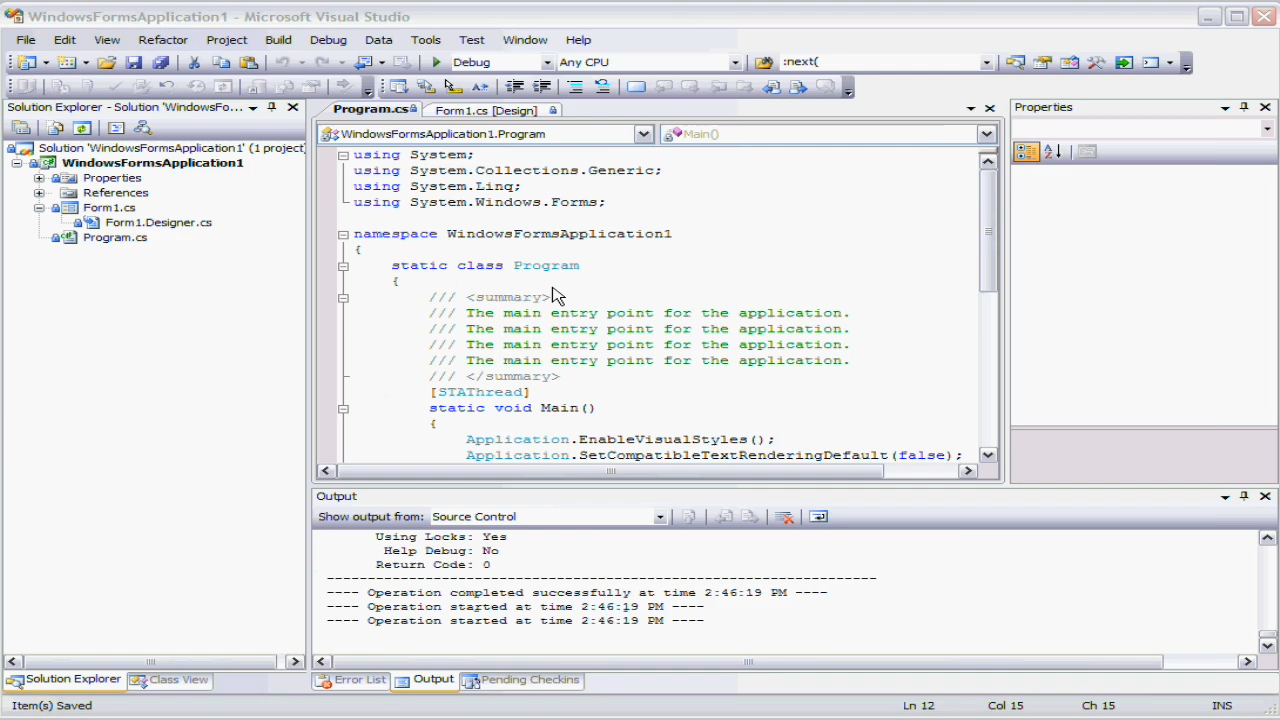 WindowsFormsApplication1 - Microsoft Visual Studio
File Edit View Refactor Project Build Debug Data Tools Test Window Help
Debug Any CPU :next(
Solution Explorer - Solution 'WindowsFo...
Solution 'WindowsFormsApplication1' (1 project
WindowsFormsApplication1
Properties
References
Form1.cs
Form1.Designer.cs
Program.cs
Program.cs Form1.cs [Design]
WindowsFormsApplication1.Program Main()
using System;
using System.Collections.Generic;
using System.Linq;
using System.Windows.Forms;
namespace WindowsFormsApplication1
{
static class Program
{
/// <summary>
/// The main entry point for the application.
/// The main entry point for the application.
/// The main entry point for the application.
/// The main entry point for the application.
/// </summary>
[STAThread]
static void Main()
{
Application.EnableVisualStyles();
Application.SetCompatibleTextRenderingDefault(false);
Properties
Output
Show output from: Source Control
Using Locks: Yes
Help Debug: No
Return Code: 0
-----------------------------------------------------------
---- Operation completed successfully at time 2:46:19 PM ----
---- Operation started at time 2:46:19 PM ----
---- Operation started at time 2:46:19 PM ----
Solution Explorer Class View
Error List Output Pending Checkins
Item(s) Saved Ln 12 Col 15 Ch 15 INS